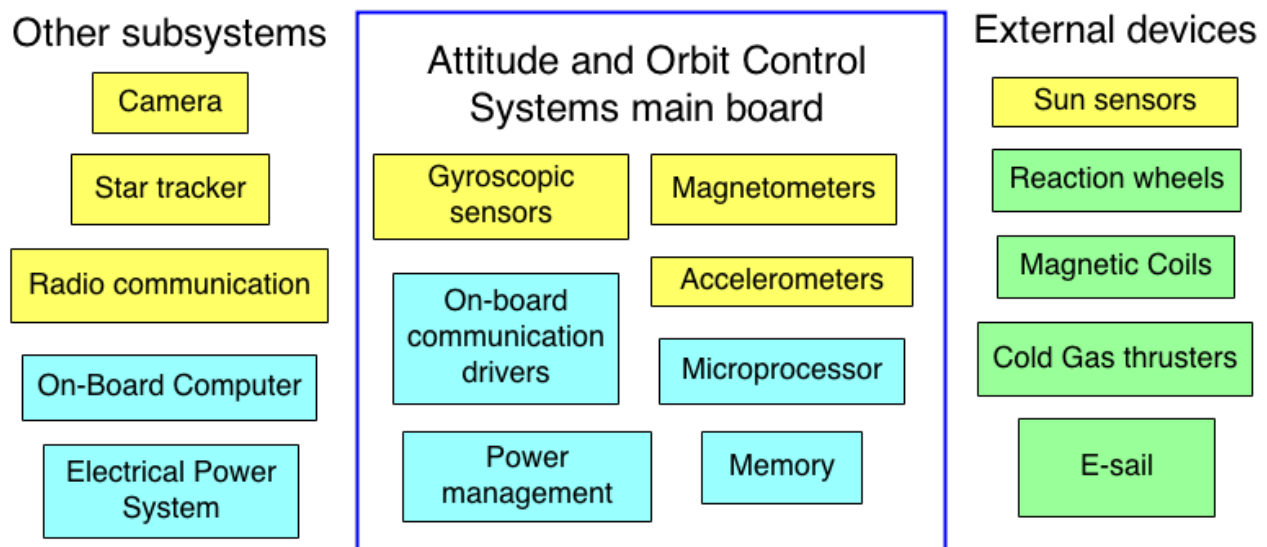 Other subsystems
Camera
Star tracker
Radio communication
On-Board Computer
Electrical Power
System
Attitude and Orbit Control
Systems main board
Gyroscopic
sensors
Magnetometers
Accelerometers
On-board
communication
drivers
Microprocessor
Power
management
Memory
External devices
Sun sensors
Reaction wheels
Magnetic Coils
Cold Gas thrusters
E-sail